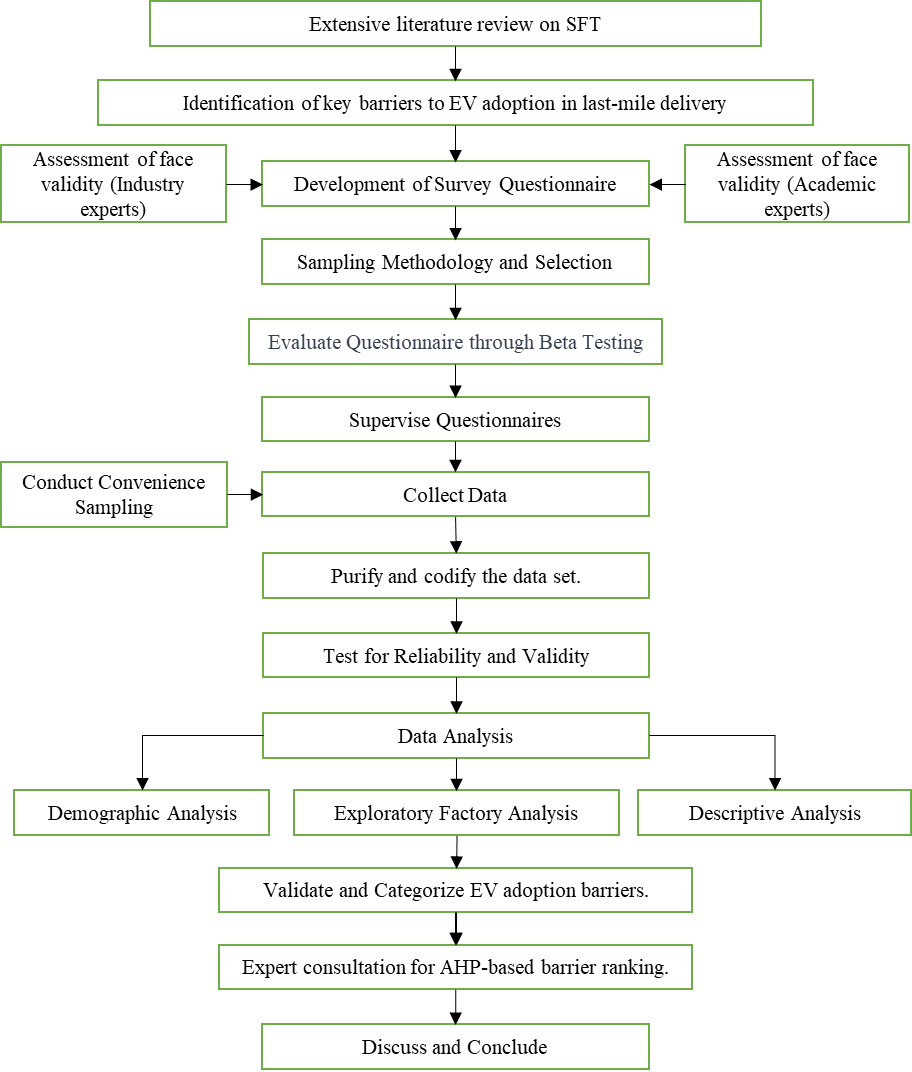 Extensive literature review on SFT
Identification of key barriers to EV adoption in last-mile delivery
Assessment of face
validity (Industry
experts)
Development of Survey Questionnaire
Assessment of face
validity (Academic
experts)
Sampling Methodology and Selection
Evaluate Questionnaire through Beta Testing
Supervise Questionnaires
Conduct Convenience
Sampling
Collect Data
Purify and codify the data set.
Test for Reliability and Validity
Data Analysis
Demographic Analysis
Exploratory Factory Analysis
Descriptive Analysis
Validate and Categorize EV adoption barriers.
Expert consultation for AHP-based barrier ranking.
Discuss and Conclude